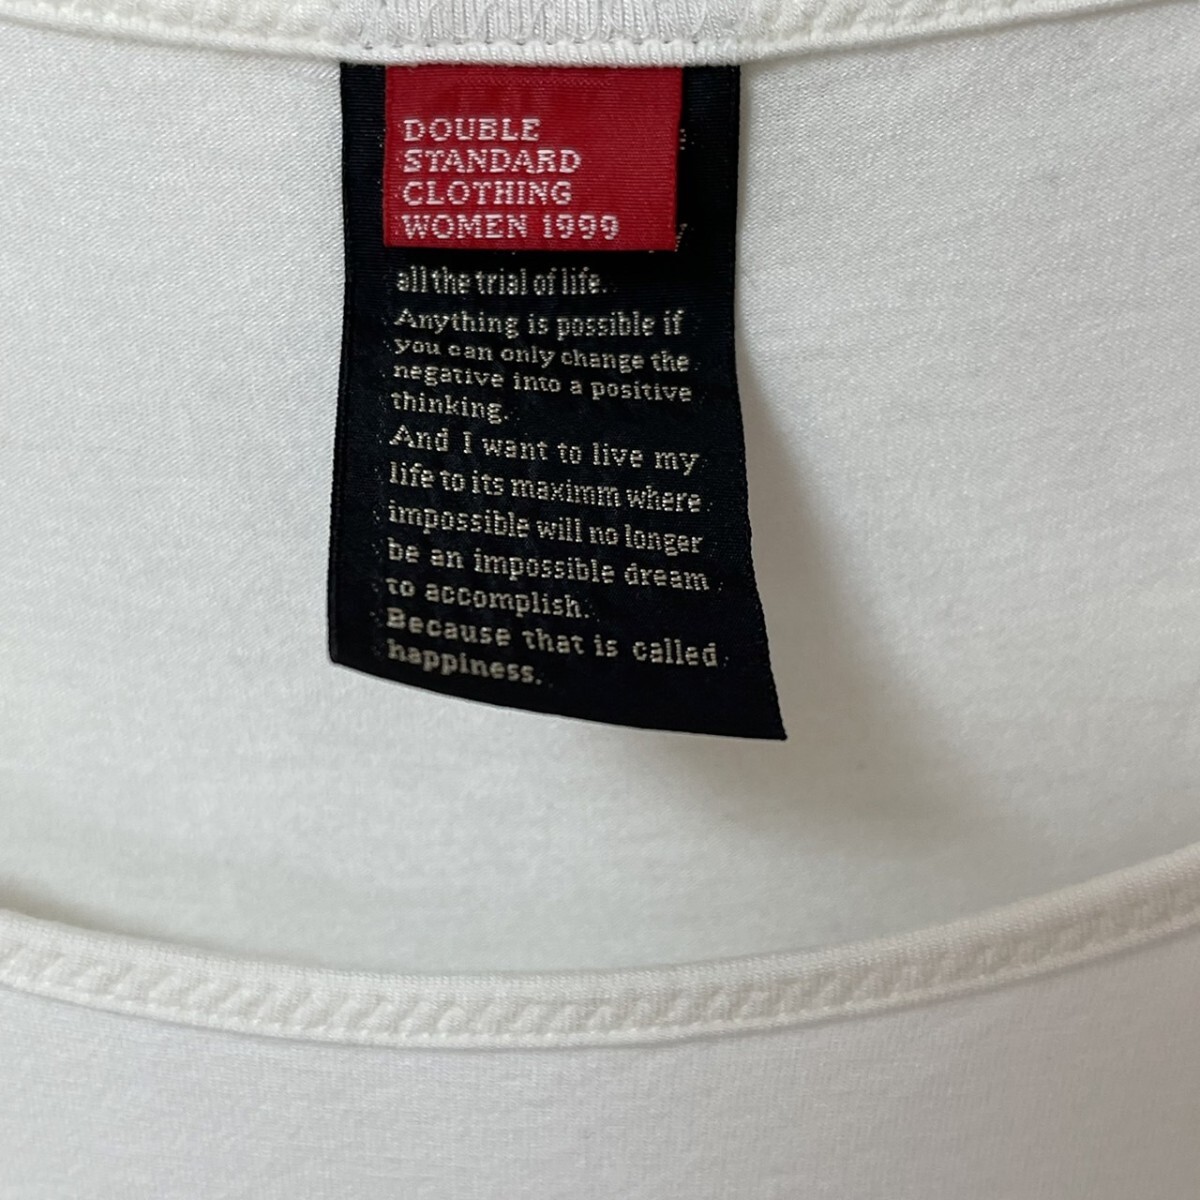 DOUBLE
STANDARD
CLOTHING
WOMEN 1999
all the trial of life.
Anything is possible if
you can only change the
negative into a positive
thinking.
And I want to live my
life to its maximm where
impossible will no longer
be an impossible dream
to accomplish.
Because that is called
happiness.